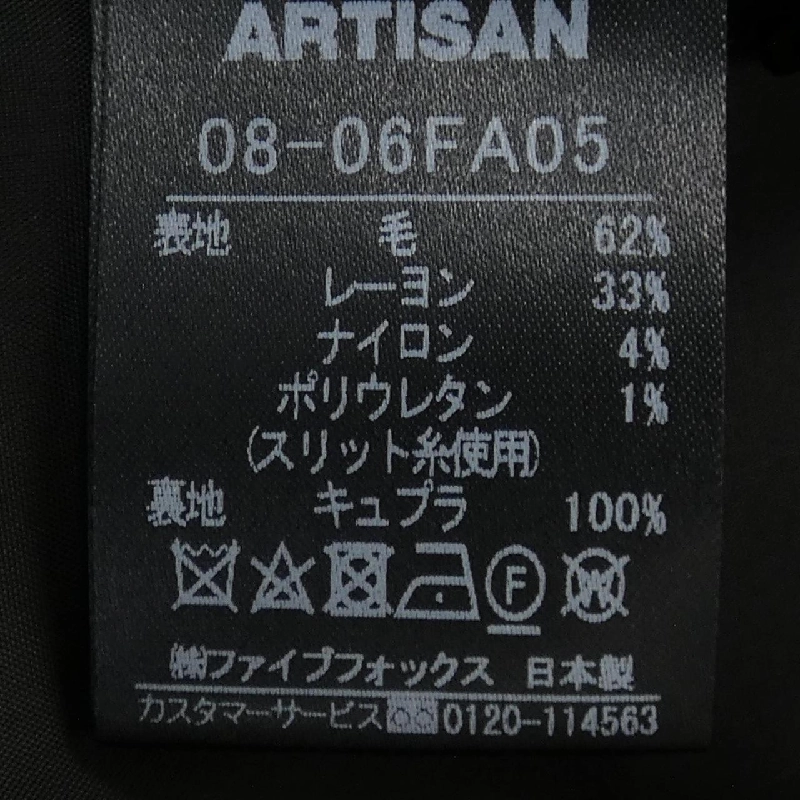 ARTISAN
08-06FA05
表地 毛 62%
レーヨン 33%
ナイロン 4%
ポリウレタン 1%
(スリット糸使用)
裏地 キュプラ 100%
F W
㈱ファイブフォックス 日本製
カスタマーサービス 0120-114563